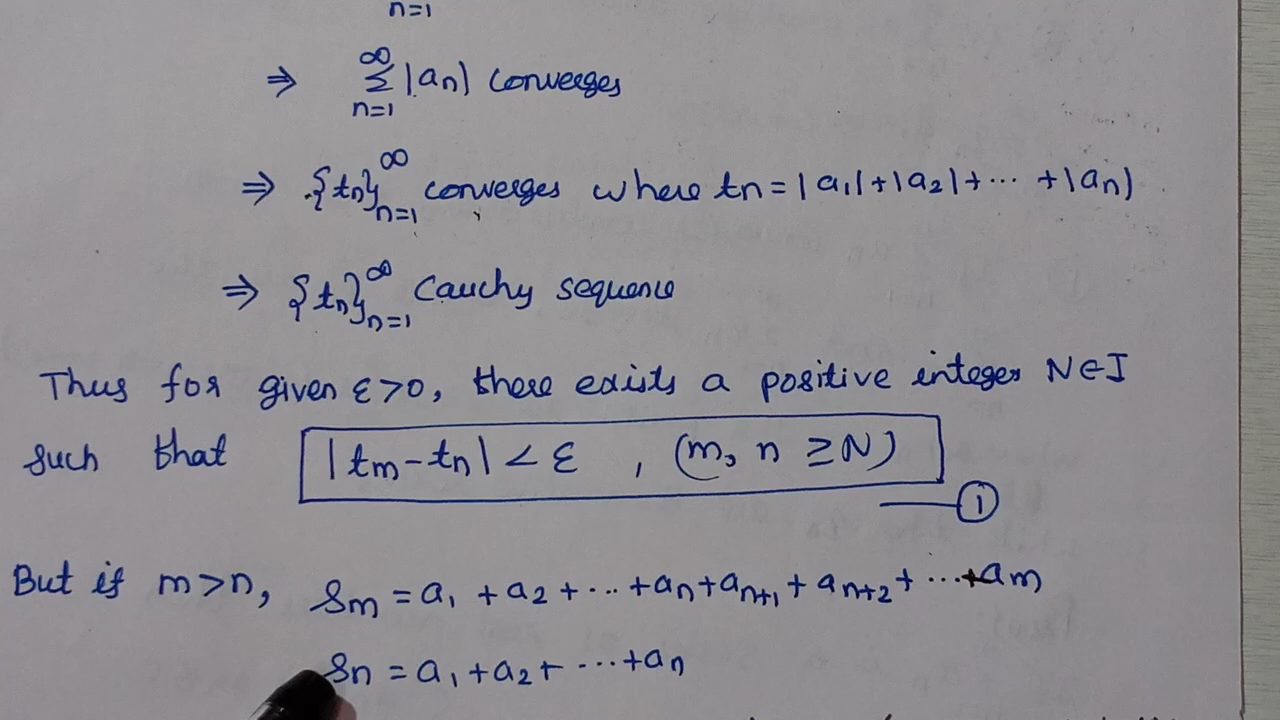 n=1
⇒ ∞ Σ n=1 |an| converges
⇒ {tn}∞n=1 converges where tn = |a1|+|a2|+··· +|an|
⇒ {tn}∞n=1 Cauchy sequence
Thus for given ε>0, there exists a positive integer N∈I
such that |tm-tn| < ε , (m, n ≥N)
①
But if m>n, Sm = a1 + a2 + ··· +an+an+1 + an+2 + ···+am
Sn = a1 +a2 + ···+an